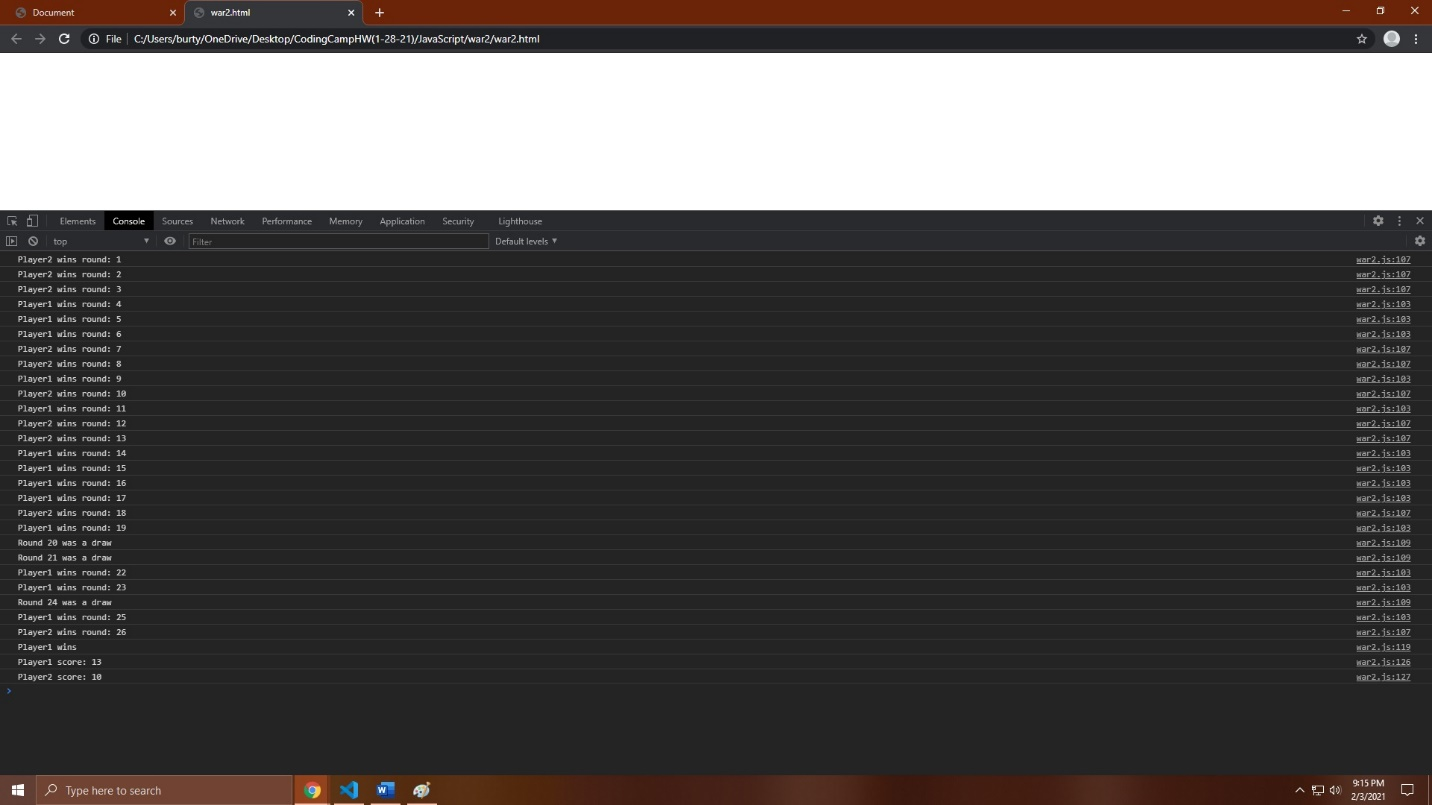 Document
war2.html
File
C:/Users/burty/OneDrive/Desktop/CodingCampHW(1-28-21)/JavaScript/war2/war2.html
Elements Console Sources Network Performance Memory Application Security Lighthouse
top Filter Default levels
Player2 wins round: 1 war2.js:107
Player2 wins round: 2 war2.js:107
Player2 wins round: 3 war2.js:107
Player1 wins round: 4 war2.js:103
Player1 wins round: 5 war2.js:103
Player1 wins round: 6 war2.js:103
Player2 wins round: 7 war2.js:107
Player2 wins round: 8 war2.js:107
Player1 wins round: 9 war2.js:103
Player2 wins round: 10 war2.js:107
Player1 wins round: 11 war2.js:103
Player2 wins round: 12 war2.js:107
Player2 wins round: 13 war2.js:107
Player1 wins round: 14 war2.js:103
Player1 wins round: 15 war2.js:103
Player1 wins round: 16 war2.js:103
Player1 wins round: 17 war2.js:103
Player2 wins round: 18 war2.js:107
Player1 wins round: 19 war2.js:103
Round 20 was a draw war2.js:109
Round 21 was a draw war2.js:109
Player1 wins round: 22 war2.js:103
Player1 wins round: 23 war2.js:103
Round 24 was a draw war2.js:109
Player1 wins round: 25 war2.js:103
Player2 wins round: 26 war2.js:107
Player1 wins war2.js:119
Player1 score: 13 war2.js:126
Player2 score: 10 war2.js:127
Type here to search
9:15 PM
2/3/2021